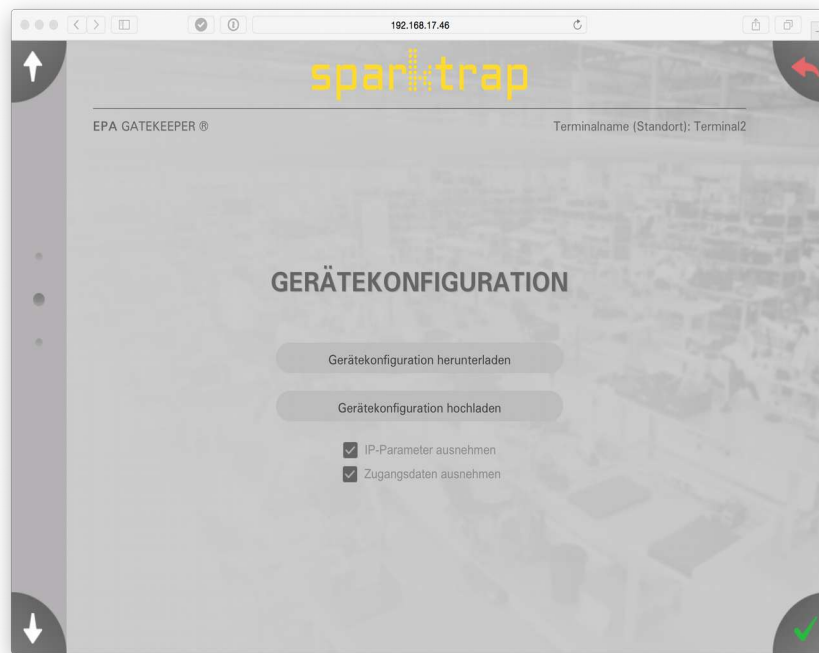 192.168.17.46
sparktrap
EPA GATEKEEPER ®
Terminalname (Standort): Terminal2
GERÄTEKONFIGURATION
Gerätekonfiguration herunterladen
Gerätekonfiguration hochladen
IP-Parameter ausnehmen
Zugangsdaten ausnehmen